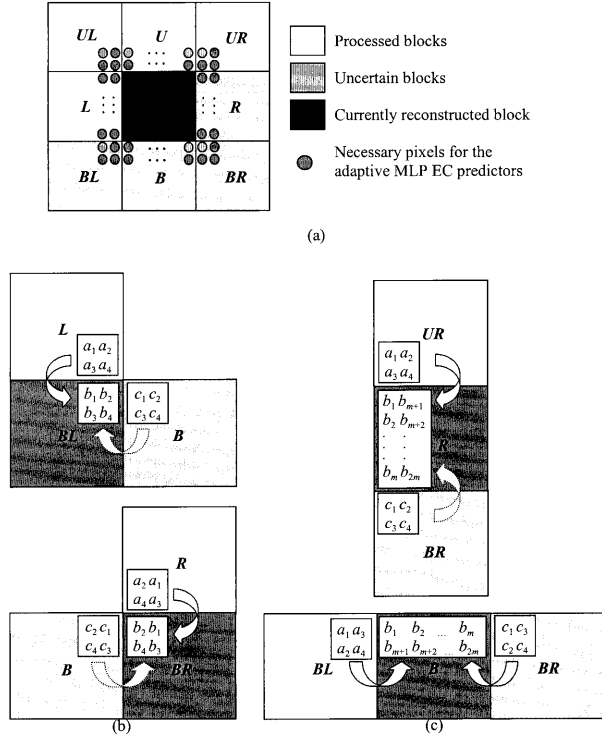 UL U UR
L R
BL B BR
Processed blocks
Uncertain blocks
Currently reconstructed block
Necessary pixels for the
adaptive MLP EC predictors
(a)
L
a₁ a₂
a₃ a₄
b₁ b₂
b₃ b₄
c₁ c₂
c₃ c₄
BL
B
R
a₂ a₁
a₄ a₃
c₂ c₁
c₄ c₃
b₂ b₁
b₄ b₃
B
BR
(b)
UR
a₁ a₂
a₃ a₄
b₁ bₘ₊₁
b₂ bₘ₊₂
R
bₘ b₂ₘ
c₁ c₂
c₃ c₄
BR
a₁ a₃
a₂ a₄
b₁ b₂ ... bₘ
bₘ₊₁ bₘ₊₂ ... b₂ₘ
c₁ c₃
c₂ c₄
BL
B
BR
(c)